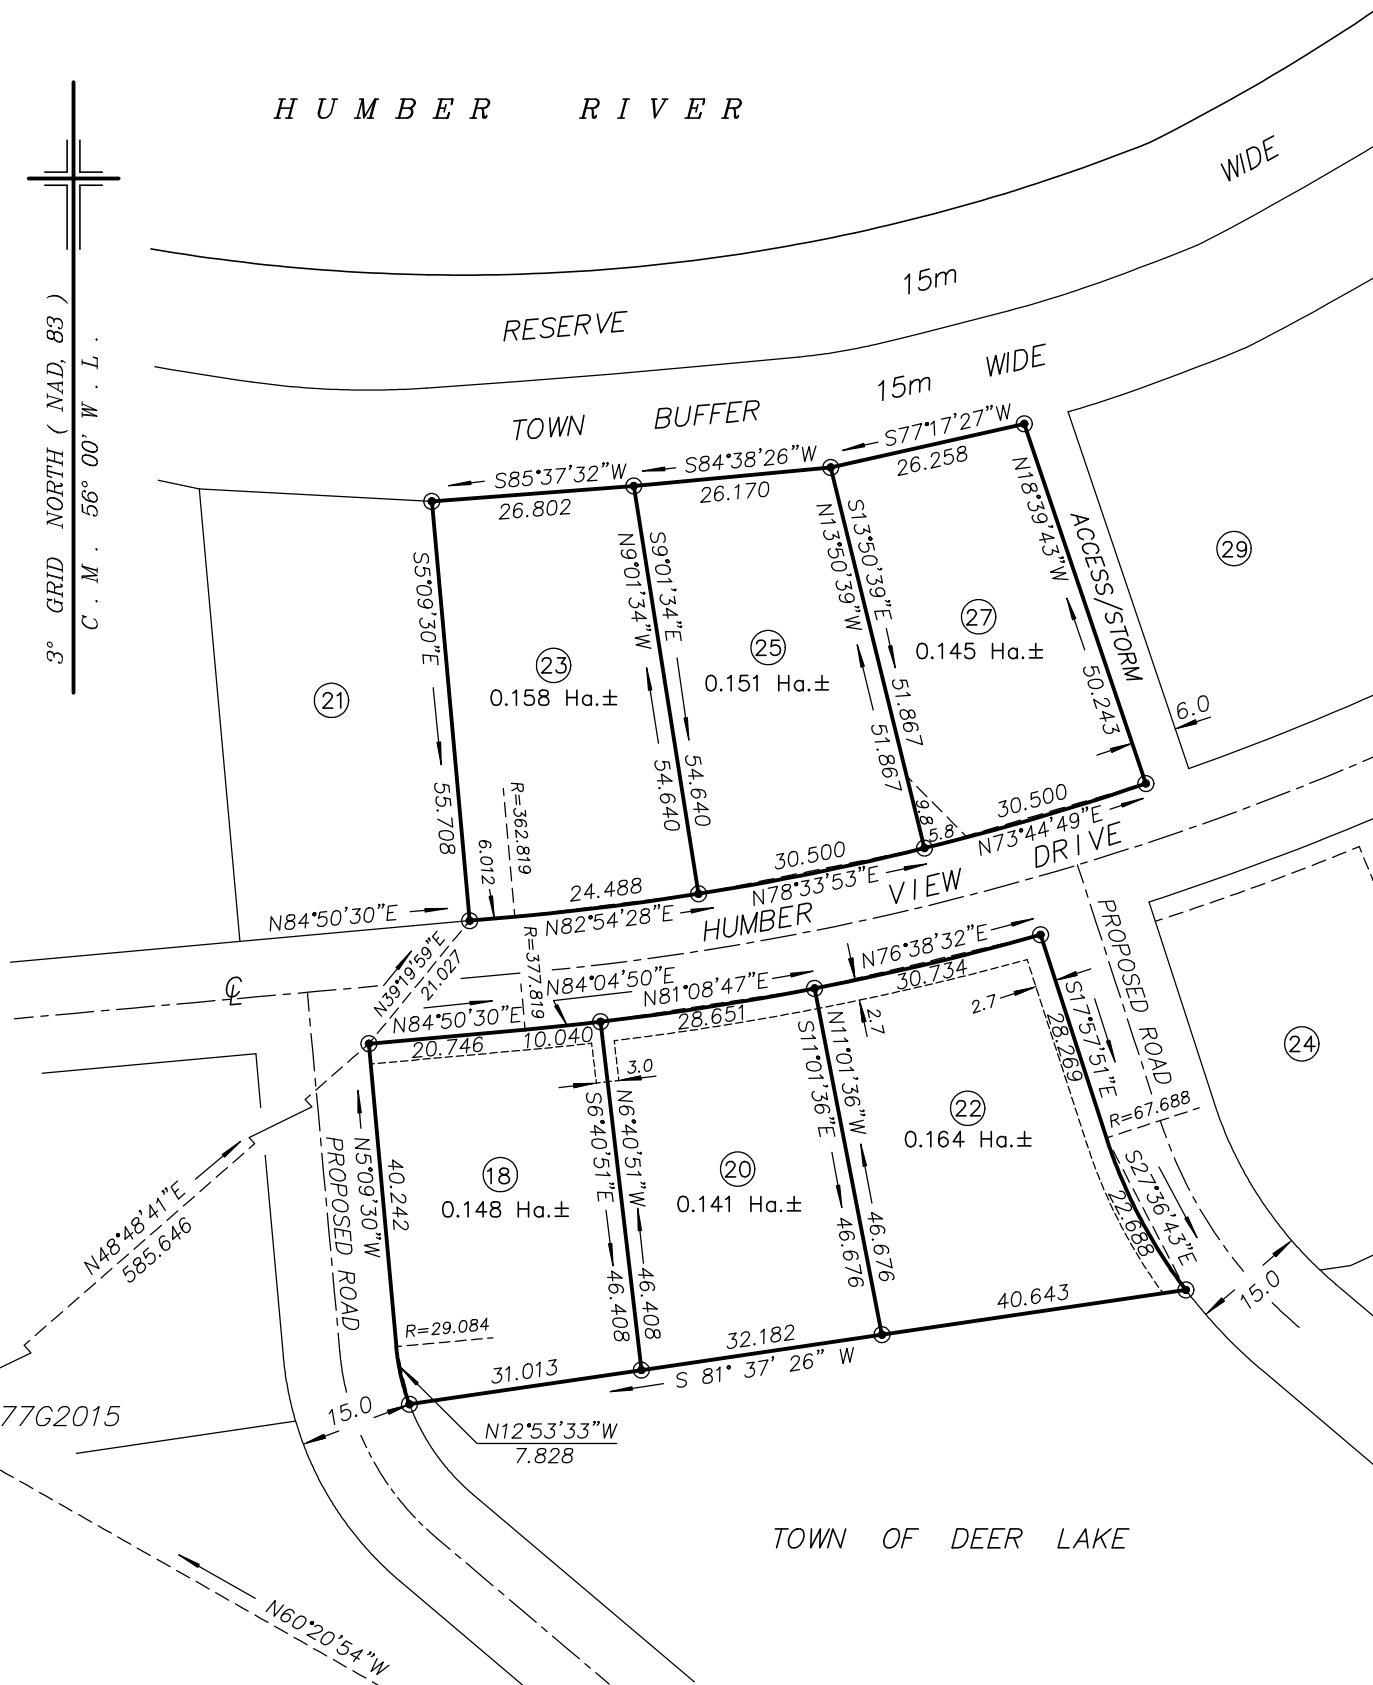 HUMBER RIVER
WIDE
15m
RESERVE
WIDE
15m
BUFFER
TOWN
3° GRID NORTH ( NAD, 83 )
C . M . 56° 00' W . L .
S85°37'32"W
26.802
S84°38'26"W
26.170
S77°17'27"W
26.258
N18°39'43"W
50.243
ACCESS/STORM
6.0
29
S5°09'30"E
55.708
N9°01'34"W
54.640
S9°01'34"E
54.640
N13°50'39"W
51.867
S13°50'39"E
51.867
21
23
0.158 Ha.±
25
0.151 Ha.±
27
0.145 Ha.±
9.8
5.8
R=362.819
6.012
24.488
30.500
30.500
N84°50'30"E
N82°54'28"E
N78°33'53"E
N73°44'49"E
HUMBER VIEW DRIVE
℄
N39°19'59"E
21.027
R=377.819
N84°04'50"E
N84°50'30"E
20.746
10.040
N81°08'47"E
28.651
N76°38'32"E
30.734
2.7
2.7
3.0
S17°57'51"E
28.269
PROPOSED ROAD
R=67.688
S27°36'43"E
22.688
24
15.0
N5°09'30"W
40.242
PROPOSED ROAD
S6°40'51"E
46.408
N6°40'51"W
46.408
S11°01'36"E
46.676
N11°01'36"W
46.676
18
0.148 Ha.±
20
0.141 Ha.±
22
0.164 Ha.±
N48°48'41"E
585.646
R=29.084
31.013
32.182
40.643
S 81° 37' 26" W
15.0
N12°53'33"W
7.828
77G2015
TOWN OF DEER LAKE
N60°20'54"W